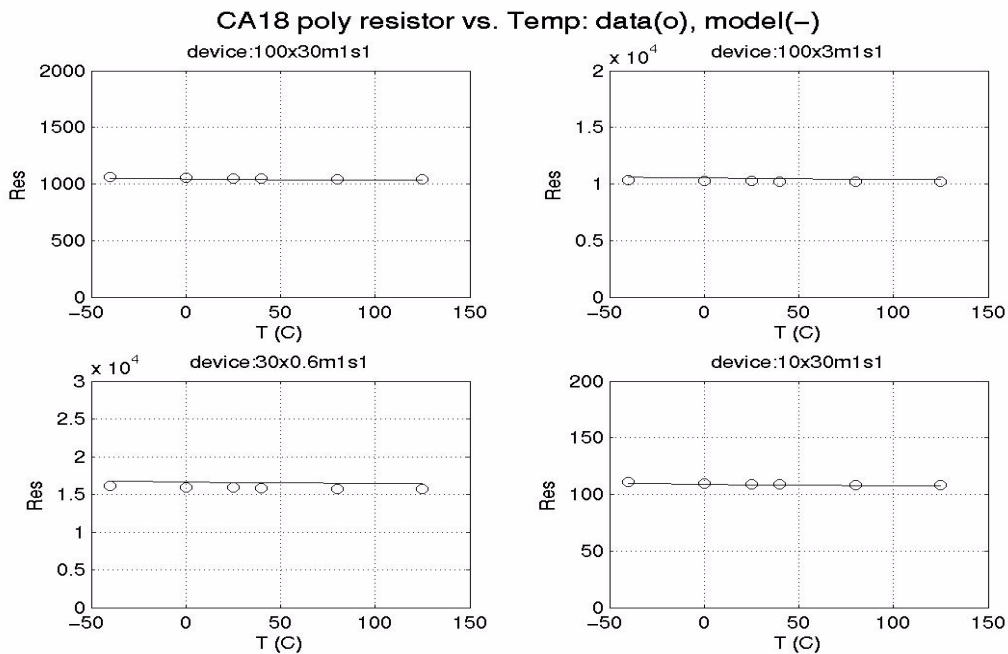 CA18 poly resistor vs. Temp: data(o), model(−)
device:100x30m1s1
2000
1500
1000
500
0
Res
−50
0
50
100
150
T (C)
device:100x3m1s1
x 10^4
2
1.5
1
0.5
0
Res
−50
0
50
100
150
T (C)
device:30x0.6m1s1
x 10^4
3
2.5
2
1.5
1
0.5
0
Res
−50
0
50
100
150
T (C)
device:10x30m1s1
200
150
100
50
0
Res
−50
0
50
100
150
T (C)